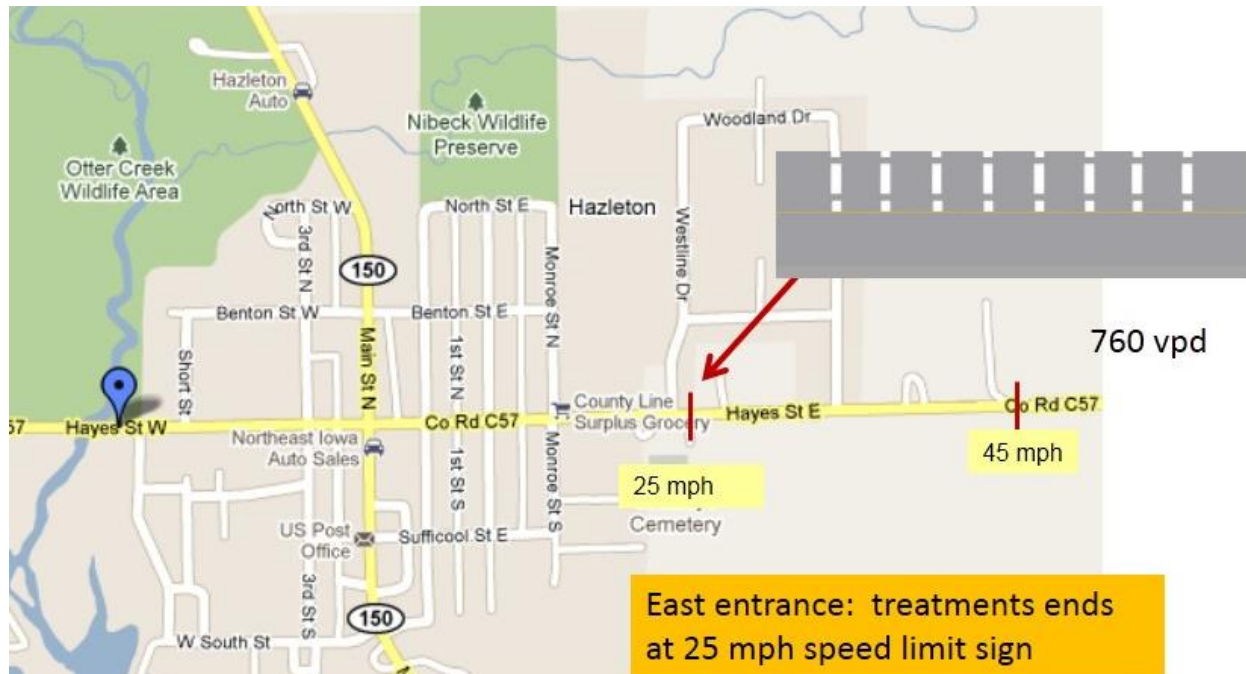 Hazleton
Auto
Nibeck Wildlife
Preserve
Woodland Dr
Otter Creek
Wildlife Area
North St W
North St E
Hazleton
3rd St N
Monroe St N
Westline Dr
150
Benton St W
Benton St E
Main St N
1st St N
Short St
760 vpd
57
Hayes St W
Co Rd C57
County Line
Surplus Grocery
Hayes St E
Co Rd C57
Northeast Iowa
Auto Sales
45 mph
25 mph
1st St S
Monroe St S
Cemetery
US Post
Office
Sufficool St E
3rd St S
150
W South St
East entrance: treatments ends
at 25 mph speed limit sign